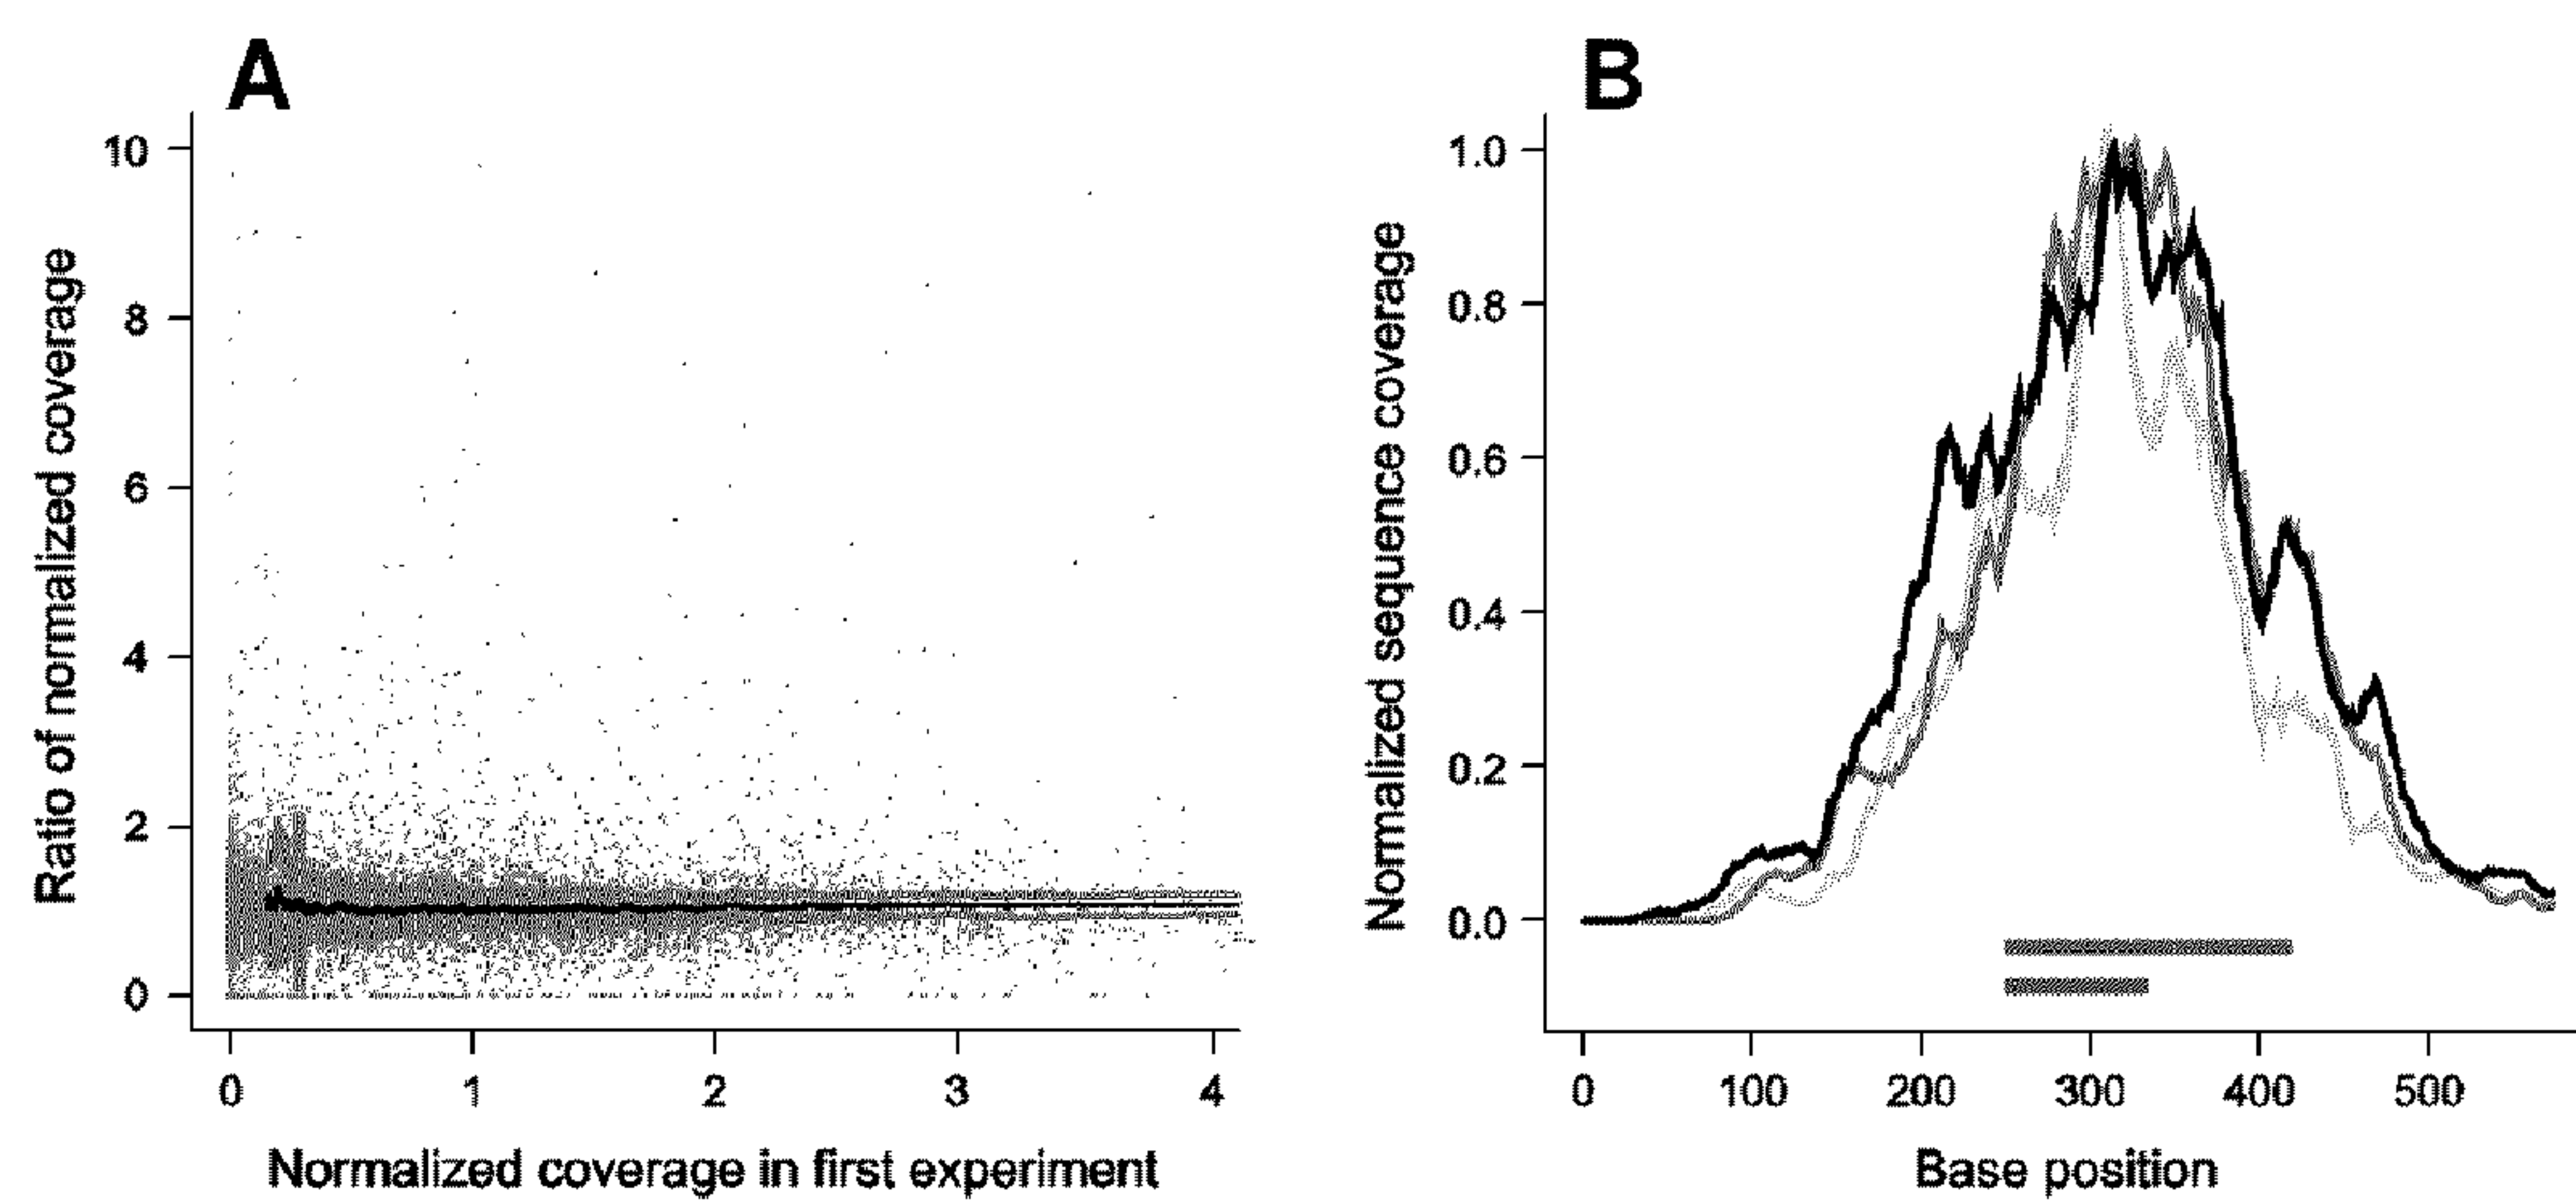 A
Ratio of normalized coverage
10
8
6
4
2
0
0 1 2 3 4
Normalized coverage in first experiment
B
Normalized sequence coverage
1.0
0.8
0.6
0.4
0.2
0.0
0 100 200 300 400 500
Base position